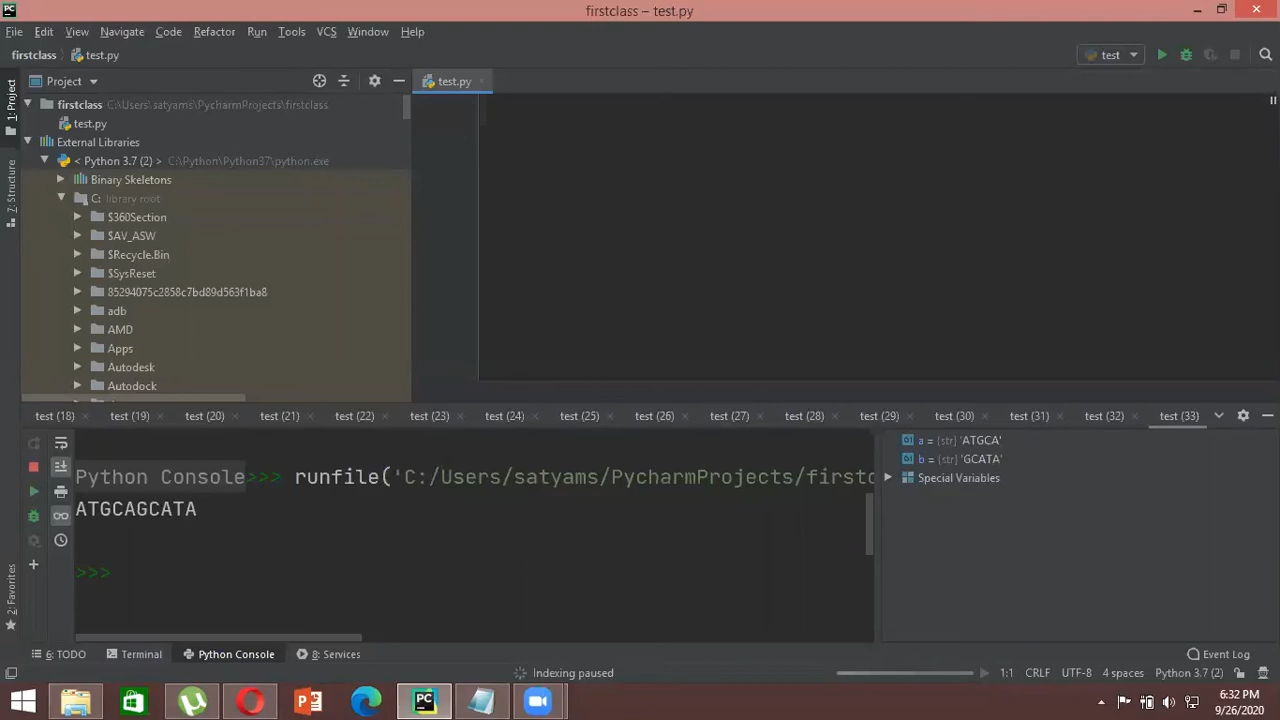 firstclass – test.py
File Edit View Navigate Code Refactor Run Tools VCS Window Help
firstclass test.py
test
1: Project
Project
test.py
firstclass C:\Users\satyams\PycharmProjects\firstclass
test.py
External Libraries
< Python 3.7 (2) > C:\Python\Python37\python.exe
Binary Skeletons
C: library root
$360Section
$AV_ASW
$Recycle.Bin
$SysReset
85294075c2858c7bd89d563f1ba8
adb
AMD
Apps
Autodesk
Autodock
7: Structure
2: Favorites
test (18) test (19) test (20) test (21) test (22) test (23) test (24) test (25) test (26) test (27) test (28) test (29) test (30) test (31) test (32) test (33)
Python Console>>> runfile('C:/Users/satyams/PycharmProjects/firstc
ATGCAGCATA
>>>
a = {str} 'ATGCA'
b = {str} 'GCATA'
Special Variables
6: TODO Terminal Python Console 8: Services Event Log
Indexing paused 1:1 CRLF UTF-8 4 spaces Python 3.7 (2)
6:32 PM
9/26/2020